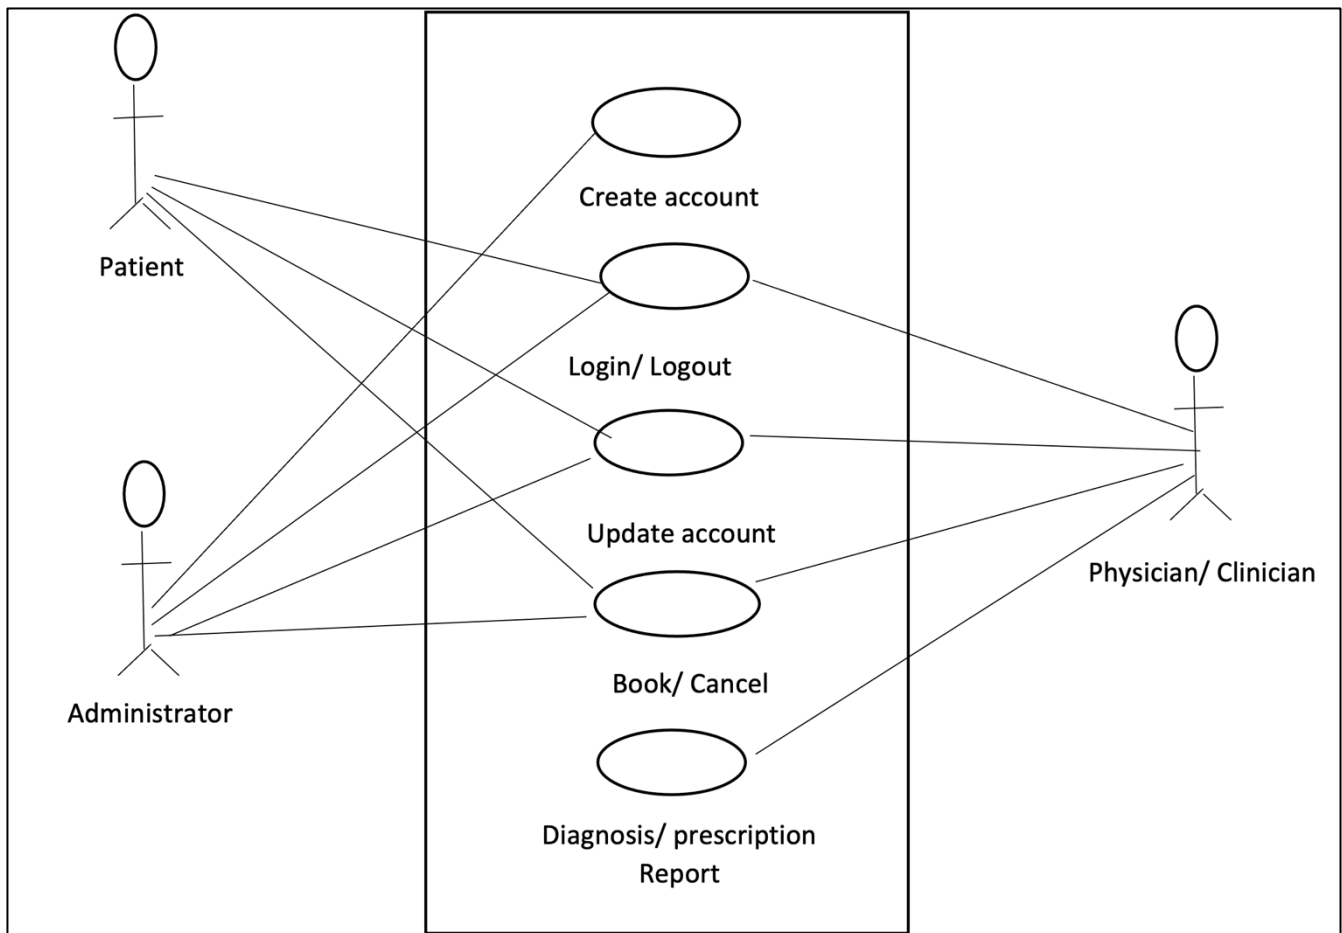 Patient
Administrator
Create account
Login/ Logout
Update account
Book/ Cancel
Diagnosis/ prescription
Report
Physician/ Clinician